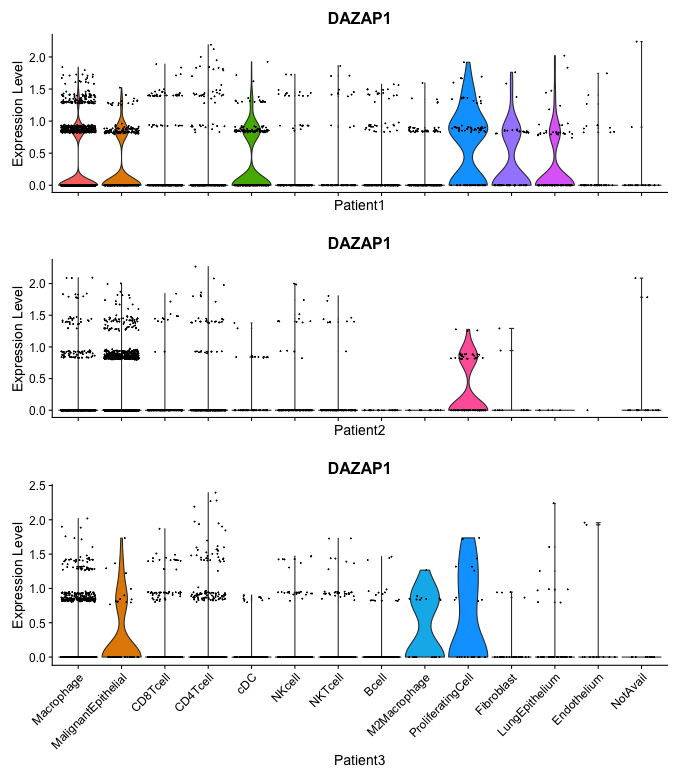 DAZAP1
Expression Level
2.0
1.5
1.0
0.5
0.0
Patient1
DAZAP1
Expression Level
2.0
1.5
1.0
0.5
0.0
Patient2
DAZAP1
Expression Level
2.5
2.0
1.5
1.0
0.5
0.0
Macrophage
MalignantEpithelial
CD8Tcell
CD4Tcell
cDC
NKcell
NKTcell
Bcell
M2Macrophage
ProliferatingCell
Fibroblast
LungEpithelium
Endothelium
NotAvail
Patient3